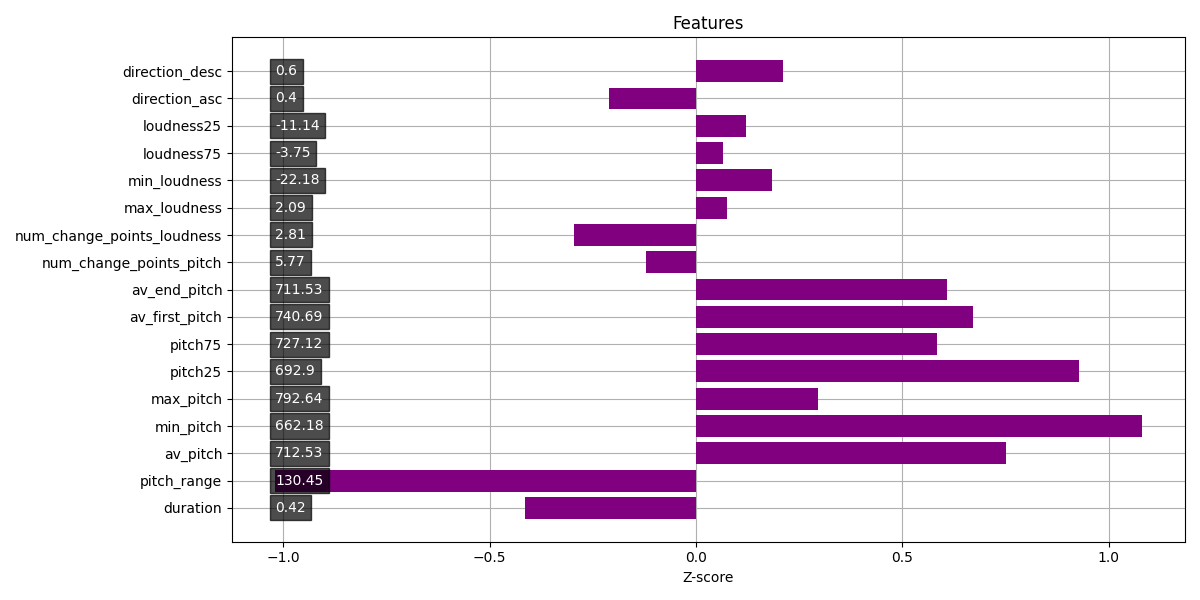 Features
direction_desc 0.6
direction_asc 0.4
loudness25 -11.14
loudness75 -3.75
min_loudness -22.18
max_loudness 2.09
num_change_points_loudness 2.81
num_change_points_pitch 5.77
av_end_pitch 711.53
av_first_pitch 740.69
pitch75 727.12
pitch25 692.9
max_pitch 792.64
min_pitch 662.18
av_pitch 712.53
pitch_range 130.45
duration 0.42
−1.0 −0.5 0.0 0.5 1.0
Z-score